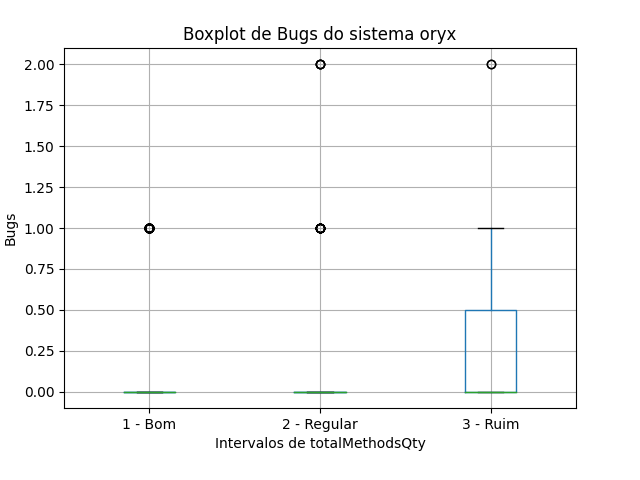 Boxplot de Bugs do sistema oryx
2.00
1.75
1.50
1.25
1.00
0.75
0.50
0.25
0.00
Bugs
1 - Bom
2 - Regular
3 - Ruim
Intervalos de totalMethodsQty